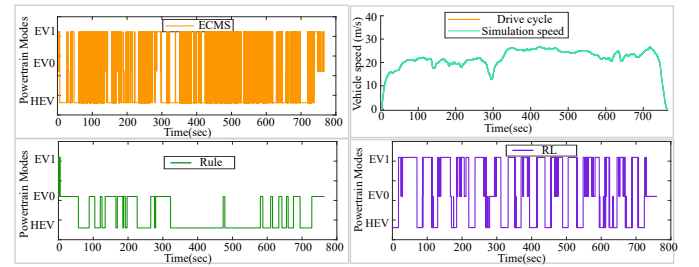 ECMS
Powertrain Modes
EV1
EV0
HEV
0 100 200 300 400 500 600 700 800
Time(sec)
Drive cycle
Simulation speed
Vehicle speed (m/s)
60
40
20
0
0 100 200 300 400 500 600 700
Time(sec)
Rule
Powertrain Modes
EV1
EV0
HEV
0 100 200 300 400 500 600 700 800
Time(sec)
RL
Powertrain Modes
EV1
EV0
HEV
0 100 200 300 400 500 600 700 800
Time(sec)